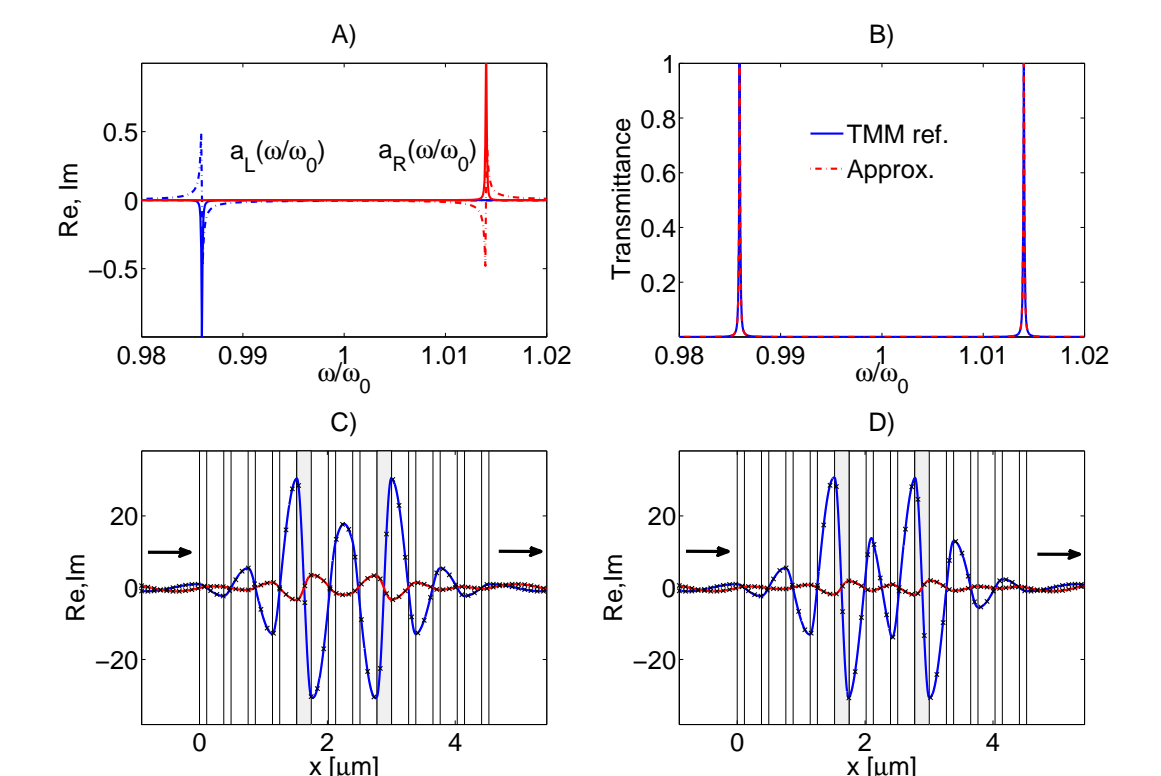 A)
B)
0.5
0
−0.5
Re, Im
a_L(ω/ω_0)
a_R(ω/ω_0)
0.98
0.99
1
1.01
1.02
ω/ω_0
1
0.8
0.6
0.4
0.2
Transmittance
TMM ref.
Approx.
0.98
0.99
1
1.01
1.02
ω/ω_0
C)
D)
20
0
−20
Re,Im
0
2
4
x [μm]
20
0
−20
Re,Im
0
2
4
x [μm]